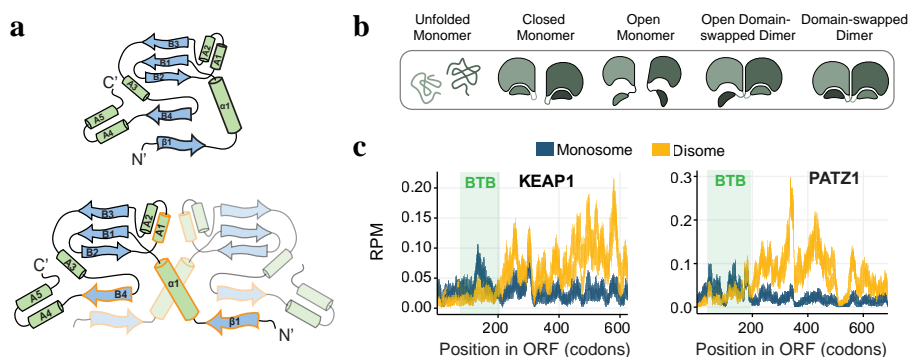 a
B3
B1
B2
A2
A1
C'
A3
α1
A5
A4
B4
β1
N'
B3
B1
B2
A2
A1
C'
A3
α1
A5
A4
B4
β1
N'
b
Unfolded Monomer
Closed Monomer
Open Monomer
Open Domain-swapped Dimer
Domain-swapped Dimer
c
Monosome Disome
RPM
0.20
0.15
0.10
0.05
0.00
BTB
KEAP1
200 400 600
Position in ORF (codons)
0.3
0.2
0.1
0.0
BTB
PATZ1
200 400 600
Position in ORF (codons)